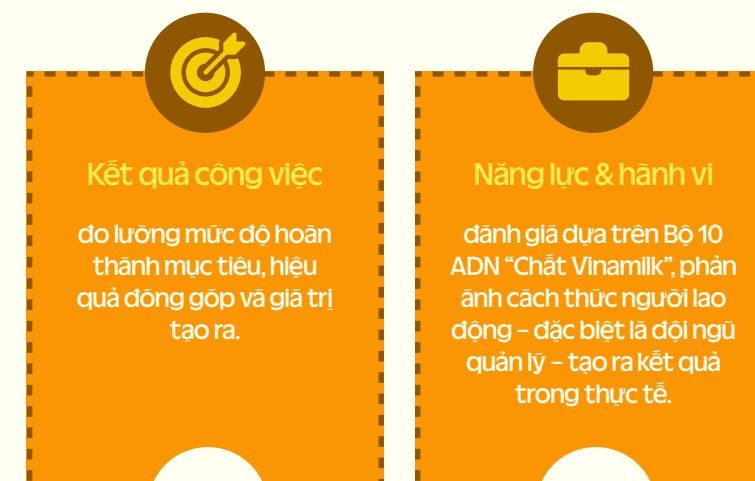 Kết quả công việc
đo lường mức độ hoàn
thành mục tiêu, hiệu
quả đóng góp và giá trị
tạo ra.
Năng lực & hành vi
đánh giá dựa trên Bộ 10
ADN “Chất Vinamilk”, phản
ánh cách thức người lao
động – đặc biệt là đội ngũ
quản lý – tạo ra kết quả
trong thực tế.